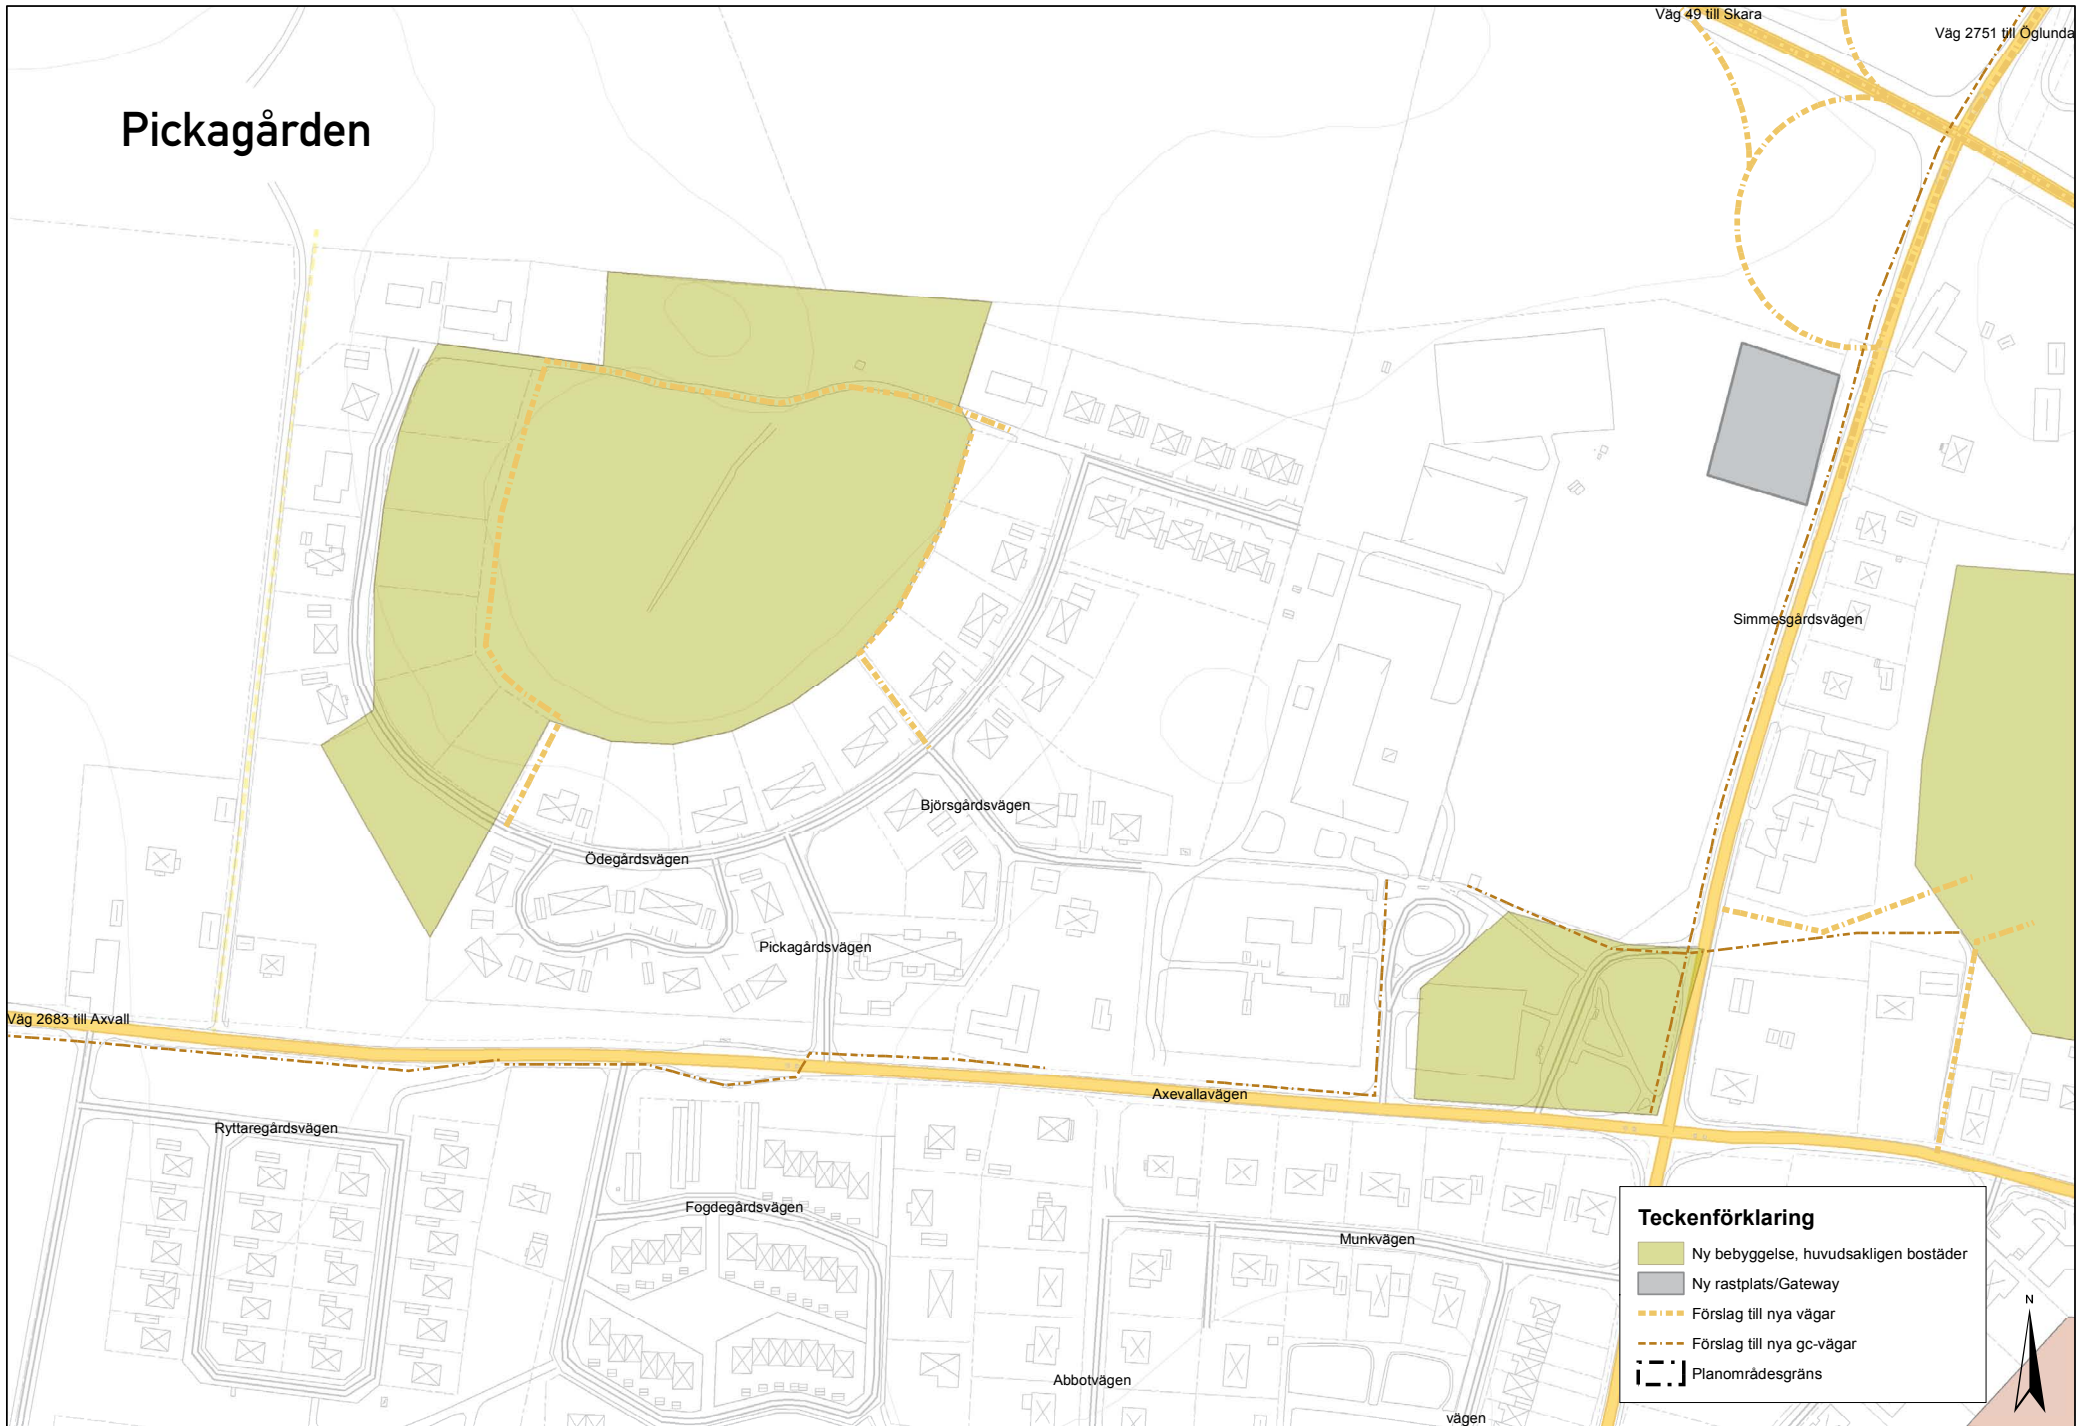 Väg 49 till Skara
Väg 2751 till Öglunda
Pickagården
Simmesgårdsvägen
Björsgårdsvägen
Ödegårdsvägen
Pickagårdsvägen
Väg 2683 till Axvall
Axevallavägen
Ryttaregårdsvägen
Fogdegårdsvägen
Munkvägen
Abbotvägen
vägen
Teckenförklaring
Ny bebyggelse, huvudsakligen bostäder
Ny rastplats/Gateway
Förslag till nya vägar
Förslag till nya gc-vägar
Planområdesgräns
N